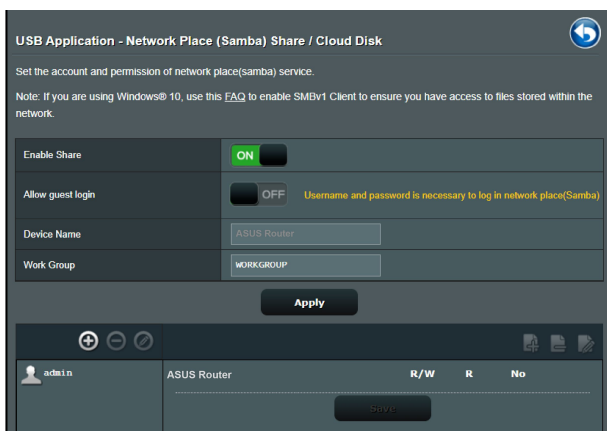 USB Application - Network Place (Samba) Share / Cloud Disk
Set the account and permission of network place(samba) service.
Note: If you are using Windows® 10, use this FAQ to enable SMBv1 Client to ensure you have access to files stored within the
network.
Enable Share ON
Allow guest login OFF Username and password is necessary to log in network place(Samba)
Device Name ASUS Router
Work Group WORKGROUP
Apply
admin ASUS Router R/W R No
Save